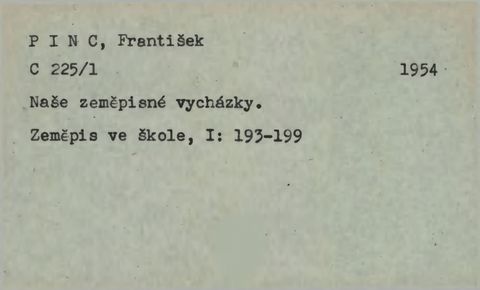 P I N C, František
C 225/1 1954
Naše zeměpisné vycházky.
Zeměpis ve škole, I: 193-199